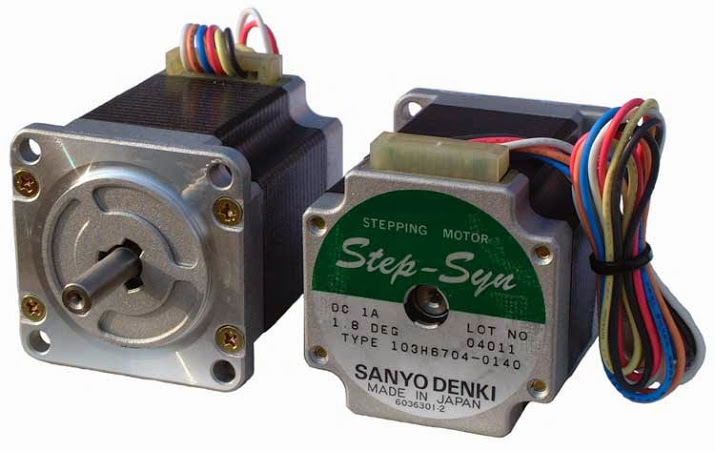 STEPPING MOTOR
Step-Syn
DC 1A
1.8 DEG
LOT NO
04011
TYPE 103H6704-0140
SANYO DENKI
MADE IN JAPAN
6036301-2